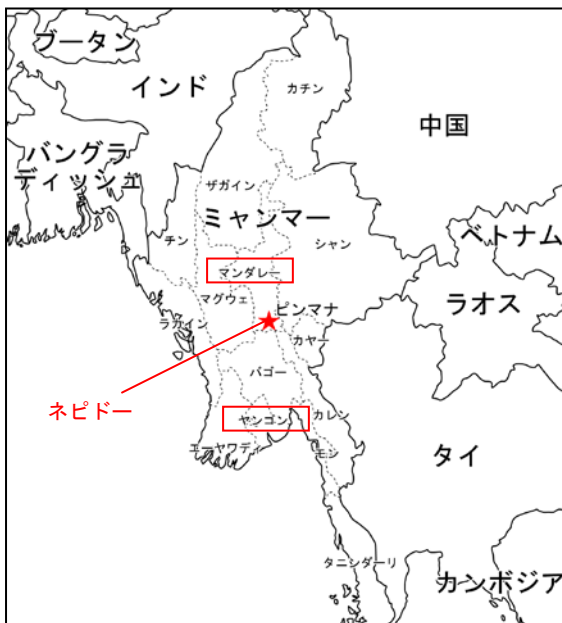 ブータン
インド
カチン
中国
バングラ
ディッシュ
ザガイン
ミャンマー
チン
シャン
ベトナム
マンダレー
マグウェ
ピンマナ
ラオス
ラカイン
カヤー
バゴー
ネピドー
ヤンゴン
カレン
エーヤワディ
モン
タイ
タニンダーリ
カンボジア